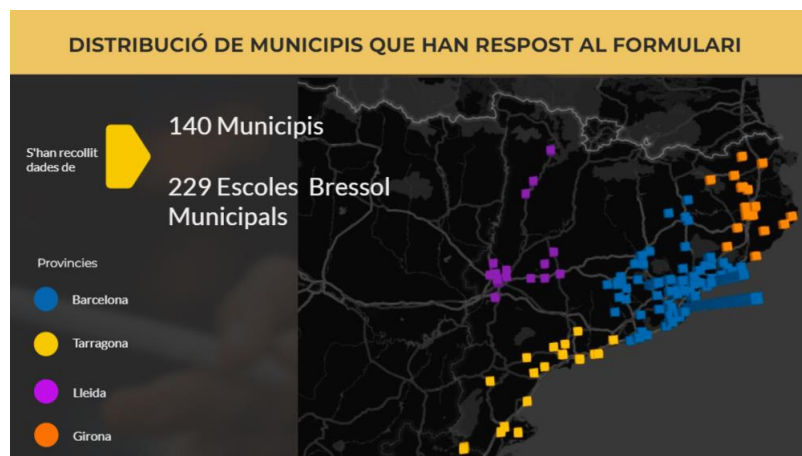 DISTRIBUCIÓ DE MUNICIPIS QUE HAN RESPOST AL FORMULARI
S'han recollit
dades de
140 Municipis
229 Escoles Bressol
Municipals
Provincies
Barcelona
Tarragona
Lleida
Girona